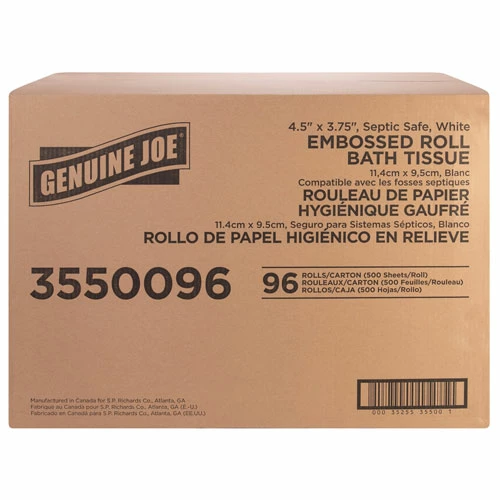 GENUINE JOE
4.5" x 3.75", Septic Safe, White
EMBOSSED ROLL
BATH TISSUE
11,4cm x 9,5cm, Blanc
Compatible avec les fosses septiques
ROULEAU DE PAPIER
HYGIÉNIQUE GAUFRÉ
11.4cm x 9.5cm, Seguro para Sistemas Sépticos, Blanco
ROLLO DE PAPEL HIGIÉNICO EN RELIEVE
3550096
96 ROLLS/CARTON (500 Sheets/Roll)
ROULEAUX/CARTON (500 Feuilles/Rouleau)
ROLLOS/CAJA (500 Hojas/Rollo)
Manufactured in Canada for S.P. Richards Co., Atlanta, GA
Fabriqué au Canada pour S.P. Richards Co., Atlanta, GA (É.-U.)
Fabricado en Canadá para S.P. Richards Co., Atlanta, GA (EE.UU.)
000 35255 35500 7